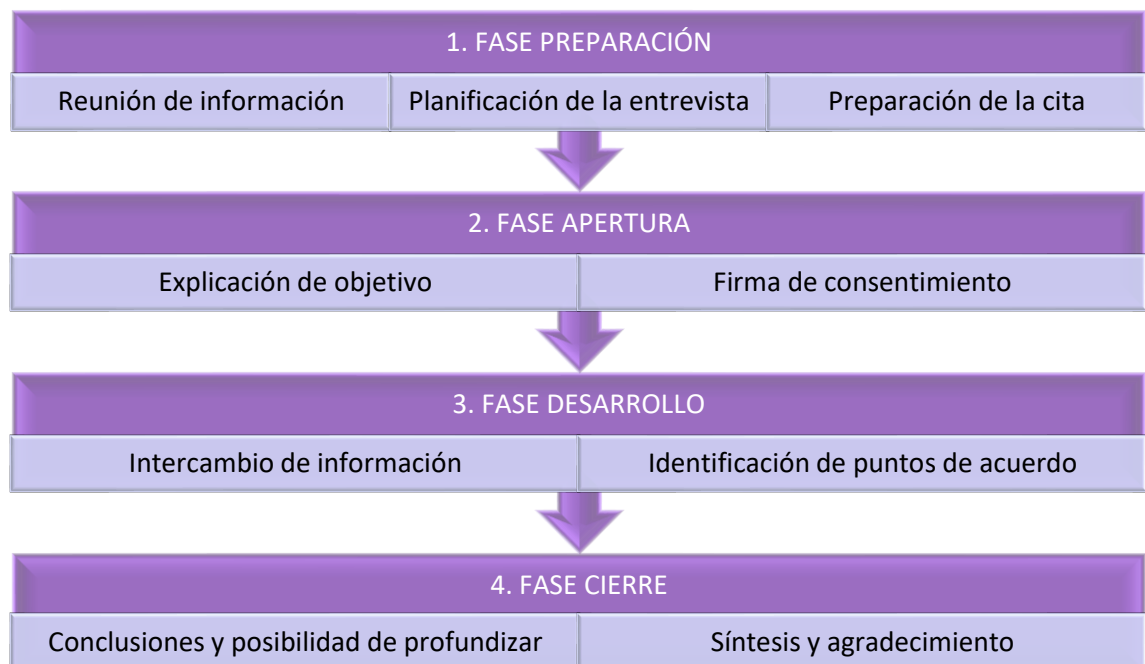 1. FASE PREPARACIÓN
Reunión de información
Planificación de la entrevista
Preparación de la cita
2. FASE APERTURA
Explicación de objetivo
Firma de consentimiento
3. FASE DESARROLLO
Intercambio de información
Identificación de puntos de acuerdo
4. FASE CIERRE
Conclusiones y posibilidad de profundizar
Síntesis y agradecimiento